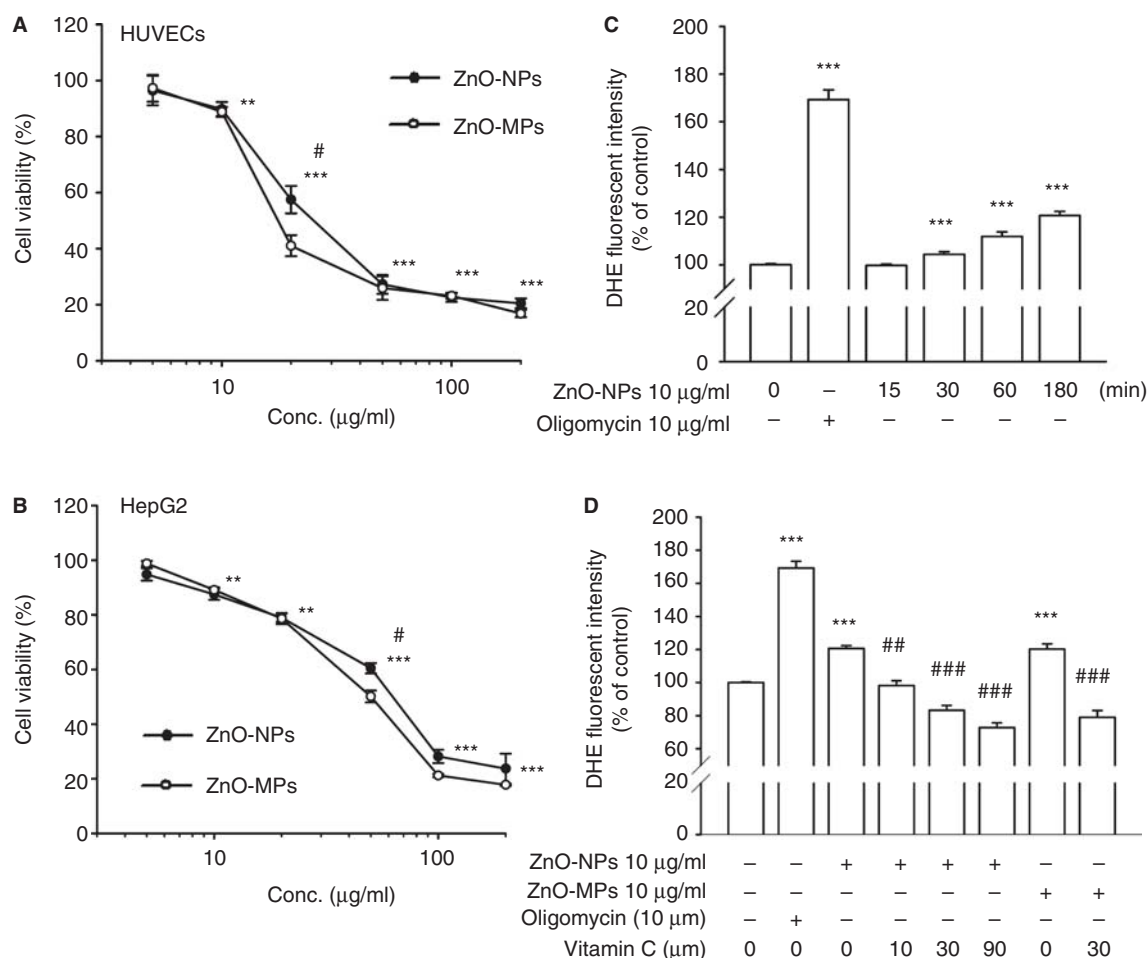 A
HUVECs
120
100
80
60
40
20
0
Cell viability (%)
ZnO-NPs
ZnO-MPs
**
#
***
***
***
***
10
100
Conc. (μg/ml)
B
HepG2
120
100
80
60
40
20
0
Cell viability (%)
**
**
#
***
***
***
ZnO-NPs
ZnO-MPs
10
100
Conc. (μg/ml)
C
200
180
160
140
120
100
20
0
DHE fluorescent intensity
(% of control)
***
***
***
***
ZnO-NPs 10 μg/ml 0 – 15 30 60 180 (min)
Oligomycin 10 μg/ml – + – – – –
D
200
180
160
140
120
100
80
60
20
0
DHE fluorescent intensity
(% of control)
***
***
##
###
###
***
###
ZnO-NPs 10 μg/ml – – + + + + – –
ZnO-MPs 10 μg/ml – – – – – – + +
Oligomycin (10 μm) – + – – – – – –
Vitamin C (μm) 0 0 0 10 30 90 0 30